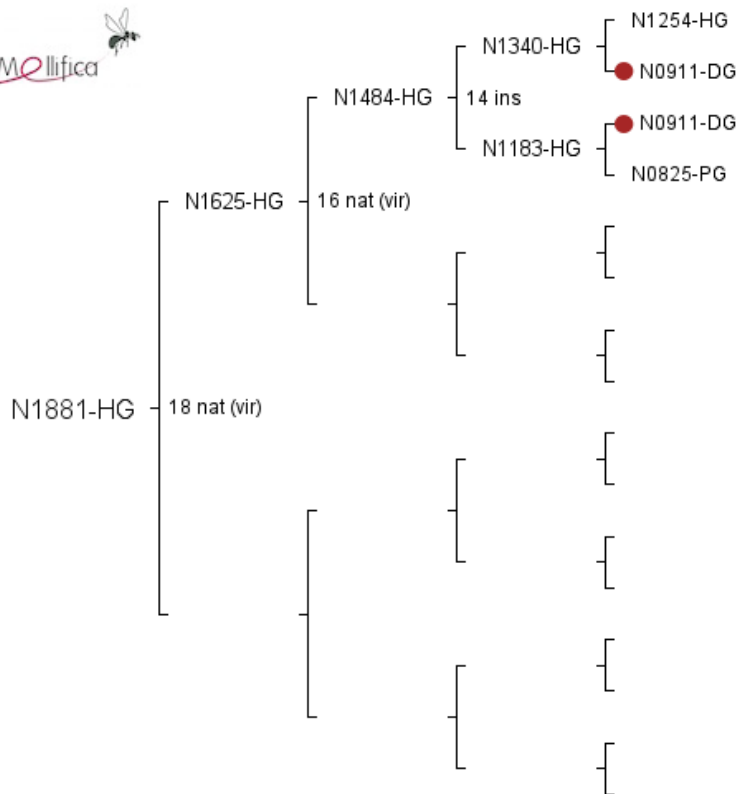 Mellifica
N1254-HG
N1340-HG
N0911-DG
N1484-HG
14 ins
N0911-DG
N1183-HG
N0825-PG
N1625-HG
16 nat (vir)
N1881-HG
18 nat (vir)